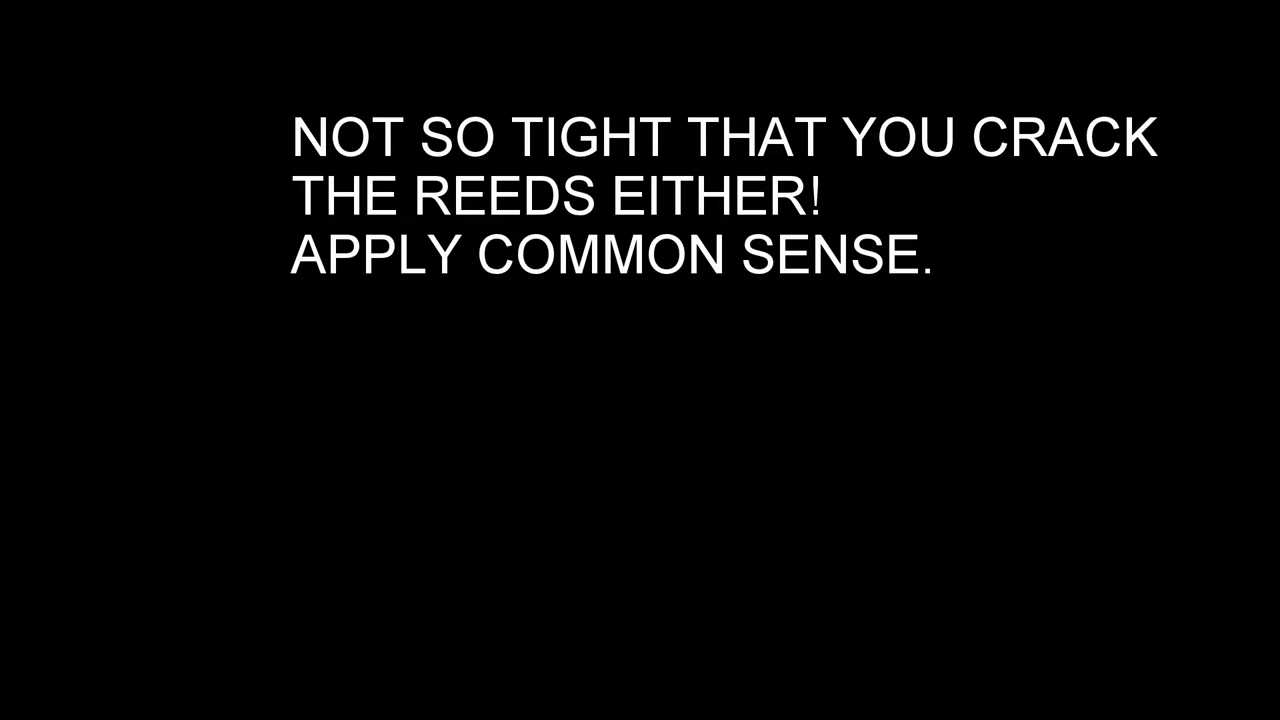 NOT SO TIGHT THAT YOU CRACK
THE REEDS EITHER!
APPLY COMMON SENSE.